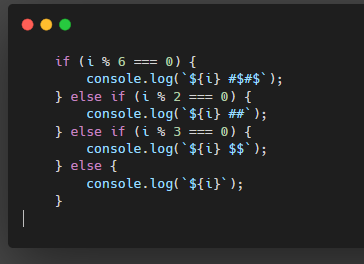 if (i % 6 === 0) {
    console.log(`${i} #$#$`);
} else if (i % 2 === 0) {
    console.log(`${i} ##`);
} else if (i % 3 === 0) {
    console.log(`${i} $$`);
} else {
    console.log(`${i}`);
}